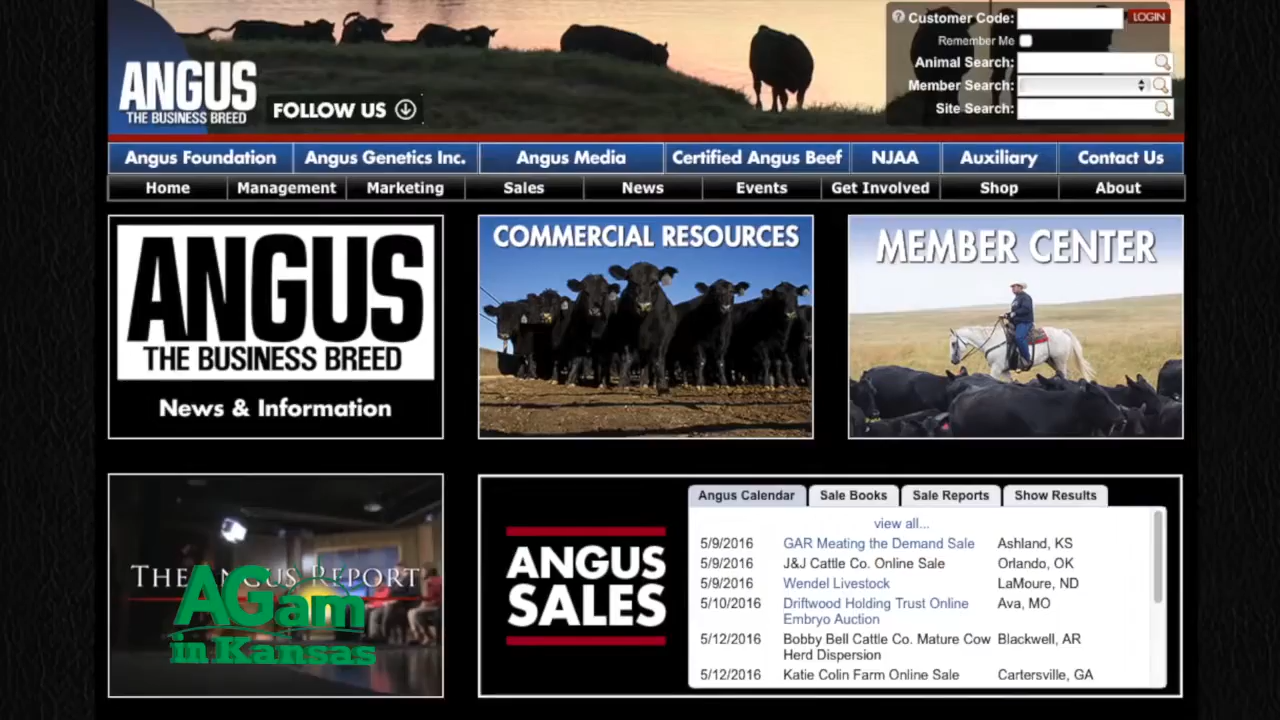 Customer Code:
LOGIN
Remember Me
Animal Search:
Member Search:
Site Search:
ANGUS
THE BUSINESS BREED
FOLLOW US
Angus Foundation
Angus Genetics Inc.
Angus Media
Certified Angus Beef
NJAA
Auxiliary
Contact Us
Home
Management
Marketing
Sales
News
Events
Get Involved
Shop
About
ANGUS
THE BUSINESS BREED
News & Information
COMMERCIAL RESOURCES
MEMBER CENTER
THE ANGUS REPORT
AGam
in Kansas
ANGUS
SALES
Angus Calendar
Sale Books
Sale Reports
Show Results
view all...
5/9/2016 GAR Meating the Demand Sale Ashland, KS
5/9/2016 J&J Cattle Co. Online Sale Orlando, OK
5/9/2016 Wendel Livestock LaMoure, ND
5/10/2016 Driftwood Holding Trust Online Ava, MO
Embryo Auction
5/12/2016 Bobby Bell Cattle Co. Mature Cow Blackwell, AR
Herd Dispersion
5/12/2016 Katie Colin Farm Online Sale Cartersville, GA